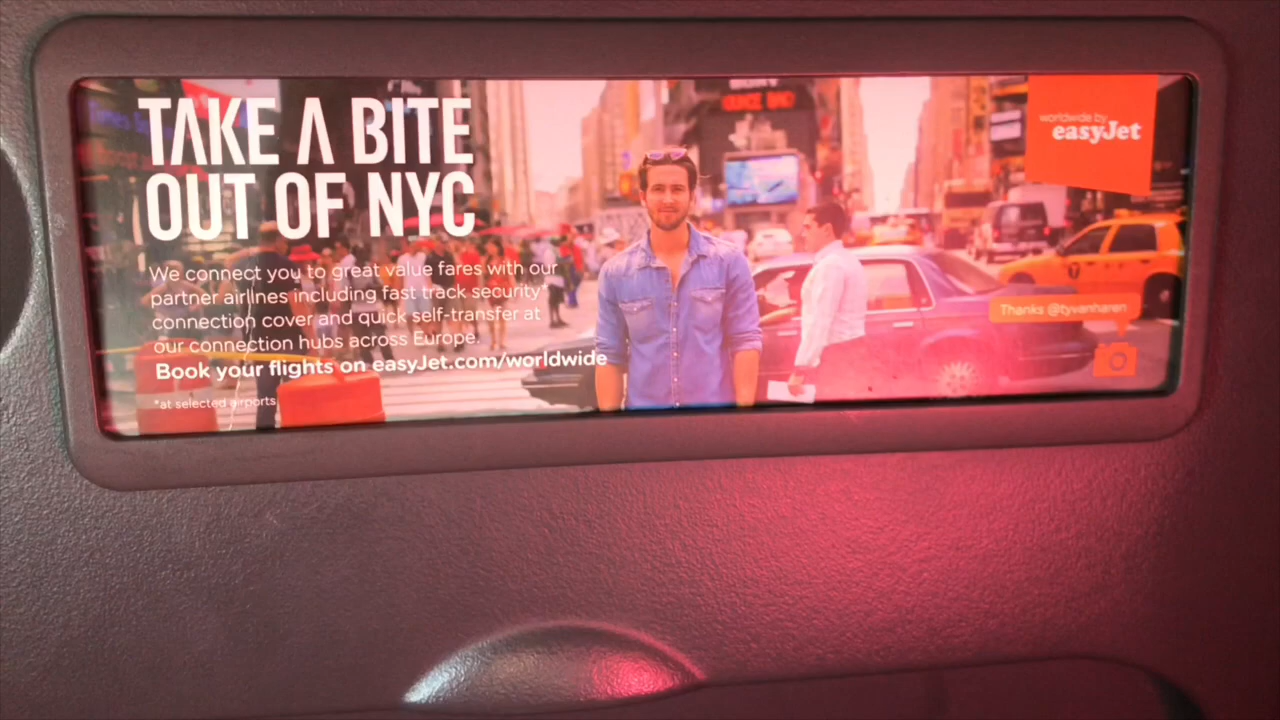 TAKE A BITE
OUT OF NYC
We connect you to great value fares with our
partner airlines including fast track security*
connection cover and quick self-transfer at
our connection hubs across Europe.
Book your flights on easyJet.com/worldwide
*at selected airports
worldwide by
easyJet
Thanks @tyvanharen